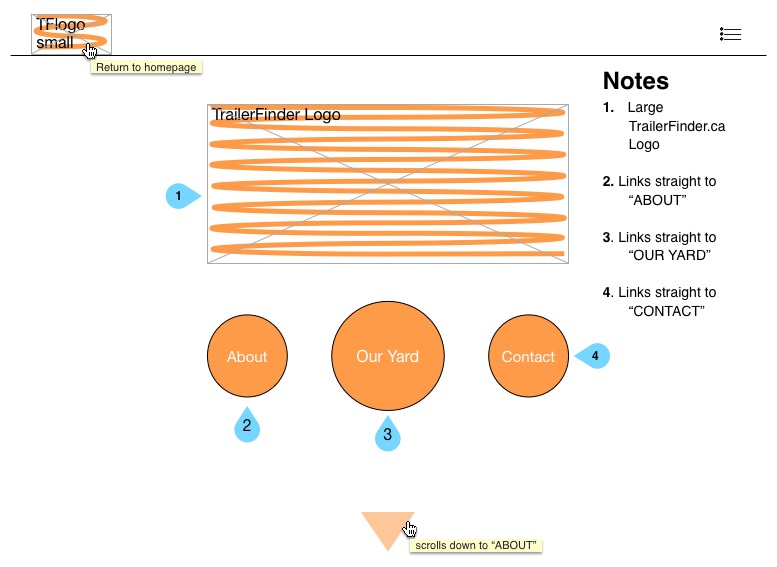 TF logo
small
Return to homepage
Notes
1. Large
TrailerFinder.ca
Logo
2. Links straight to
“ABOUT”
3. Links straight to
“OUR YARD”
4. Links straight to
“CONTACT”
TrailerFinder Logo
1
About
Our Yard
Contact
4
2
3
scrolls down to “ABOUT”